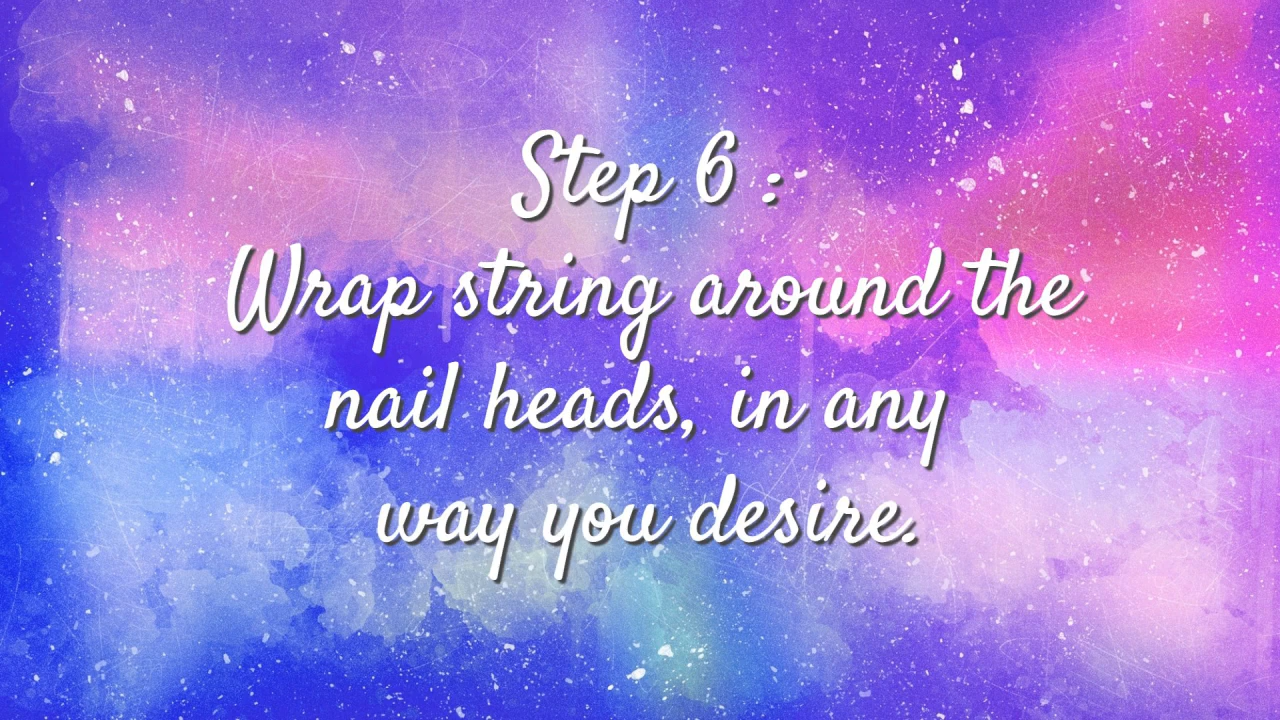 Step 6 :
Wrap string around the
nail heads, in any
way you desire.